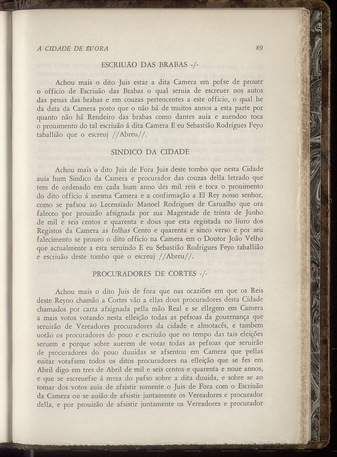 A CIDADE DE EVORA 89
ESCRIUÃO DAS BRABAS -/-
Achou mais o dito Juis estar a dita Camera em pofse de prouer
o officio de Escriuão das Brabas o qual seruia de escreuer nos autos
das penas das brabas e em couzas pertencentes a este officio, o qual he
da data da Camera posto que o não há de muitos annos a esta parte por
quanto não há Rendeiro das brabas como dantes auia e auendoo toca
o prouimento do tal escriuão á dita Camera E eu Sebastião Rodrigues Feyo
taballião que o escreuj //Abreu//.
SINDICO DA CIDADE
Achou mais o dito Juis de Fora Juis deste tombo que nesta Cidade
auia hum Sindico da Camera e procurador das couzas della letrado que
tem de ordenado em cada hum anno des mil reis e toca o prouimento
do dito officio á mesma Camera e a confirmação a El Rey nosso senhor,
como se pafsou ao Lecensiado Manoel Rodrigues de Carualho que ora
faleceo por prouizão afsignada por sua Magestade de trinta de Junho
de mil e seis centos e quarenta e dous que esta registada no liuro dos
Registos da Camera as folhas Cento e quarenta e sinco verso e por seu
falecimento se proueo o dito officio na Camera em o Doutor João Velho
que actualmente a esta seruindo E eu Sebastião Rodrigues Feyo tabalião
e escriuão deste tombo que o escreuj //Abreu//.
PROCURADORES DE CORTES -/-
Achou mais o dito Juis de fora que nas ocaziões em que os Reis
deste Reyno chamão a Cortes vão a ellas dous procuradores desta Cidade
chamados por carta afsignada pella mão Real e se ellegem em Camera
a mais votos votando nesta elleição todas as pefsoas da gouernança que
seruirão de Vereadores procuradores da cidade e almotacés, e tambem
uotão os procuradores do pouo e escriuão que no tempo das tais eleições
seruem e porque sobre auerem de votar todas as pefsoas que seruirão
de procuradores do pouo duuidas se afsentou em Camera que pellas
euitar votafsem todos os ditos procuradores na elleição que se fes em
Abril digo em tres de Abril de mil e seis centos e quarenta e noue annos,
e que se escreuefse á meza do pafso sobre a dita duuida, e sobre se ao
tomar dos votos auia de afsistir somente o Juis de Fora com o Escriuão
da Camera ou se auião de afsistir juntamente os Vereadores e procurador
della, e por prouizão de afsistir juntamente os Vereadores e procurador